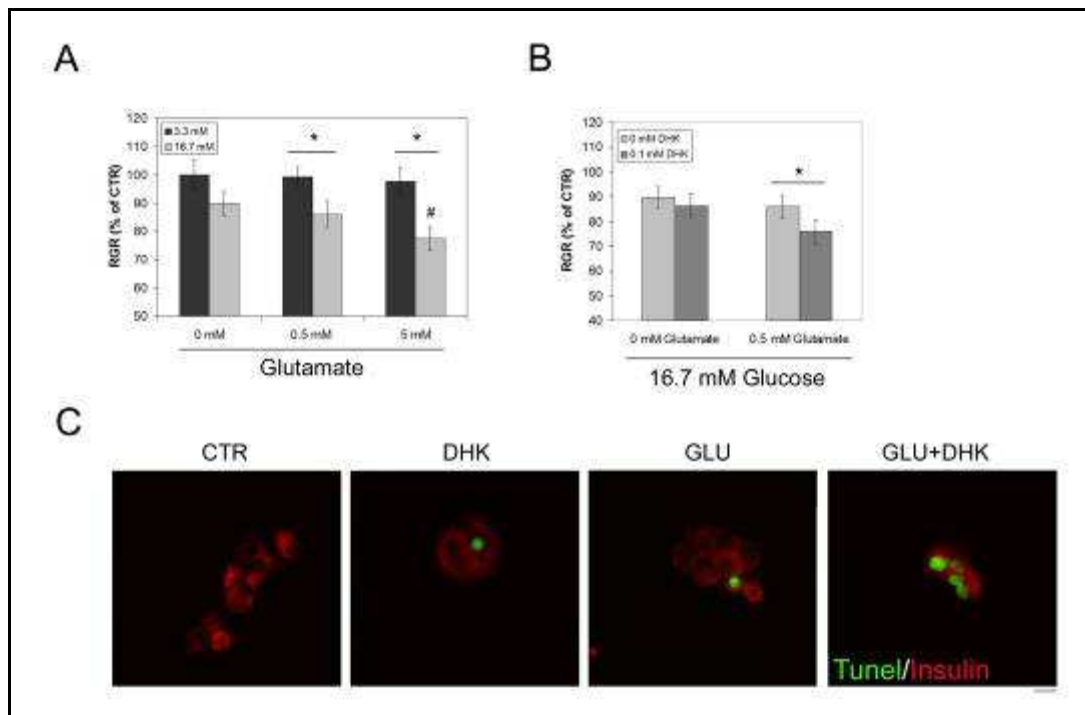 A
3.3 mM
16.7 mM
RGR (% of CTR)
120
110
100
90
80
70
60
50
*
*
#
0 mM
0.5 mM
5 mM
Glutamate
B
0 mM DHK
0.1 mM DHK
RGR (% of CTR)
120
110
100
90
80
70
60
50
40
*
0 mM Glutamate
0.5 mM Glutamate
16.7 mM Glucose
C
CTR
DHK
GLU
GLU+DHK
Tunel/Insulin